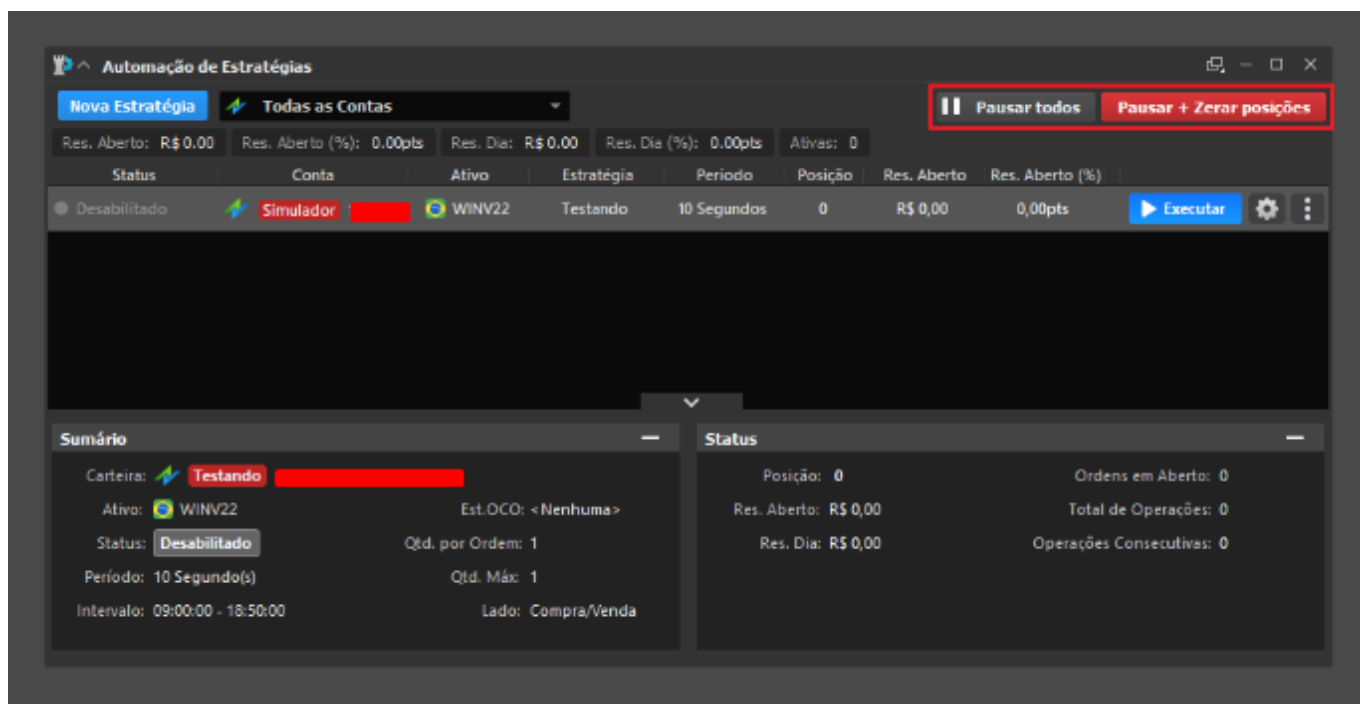 Automação de Estratégias
Nova Estratégia Todas as Contas Pausar todos Pausar + Zerar posições
Res. Aberto: R$0.00 Res. Aberto (%): 0.00pts Res. Dia: R$0.00 Res. Dia (%): 0.00pts Ativas: 0
Status Conta Ativo Estratégia Periodo Posição Res. Aberto Res. Aberto (%)
Desabilitado Simulador WINV22 Testando 10 Segundos 0 R$ 0,00 0,00pts Executar
Sumário
Carteira: Testando
Ativo: WINV22 Est.OCO: <Nenhuma>
Status: Desabilitado Qtd. por Ordem: 1
Período: 10 Segundo(s) Qtd. Máx: 1
Intervalo: 09:00:00 - 18:50:00 Lado: Compra/Venda
Status
Posição: 0 Ordens em Aberto: 0
Res. Aberto: R$ 0,00 Total de Operações: 0
Res. Dia: R$ 0,00 Operações Consecutivas: 0